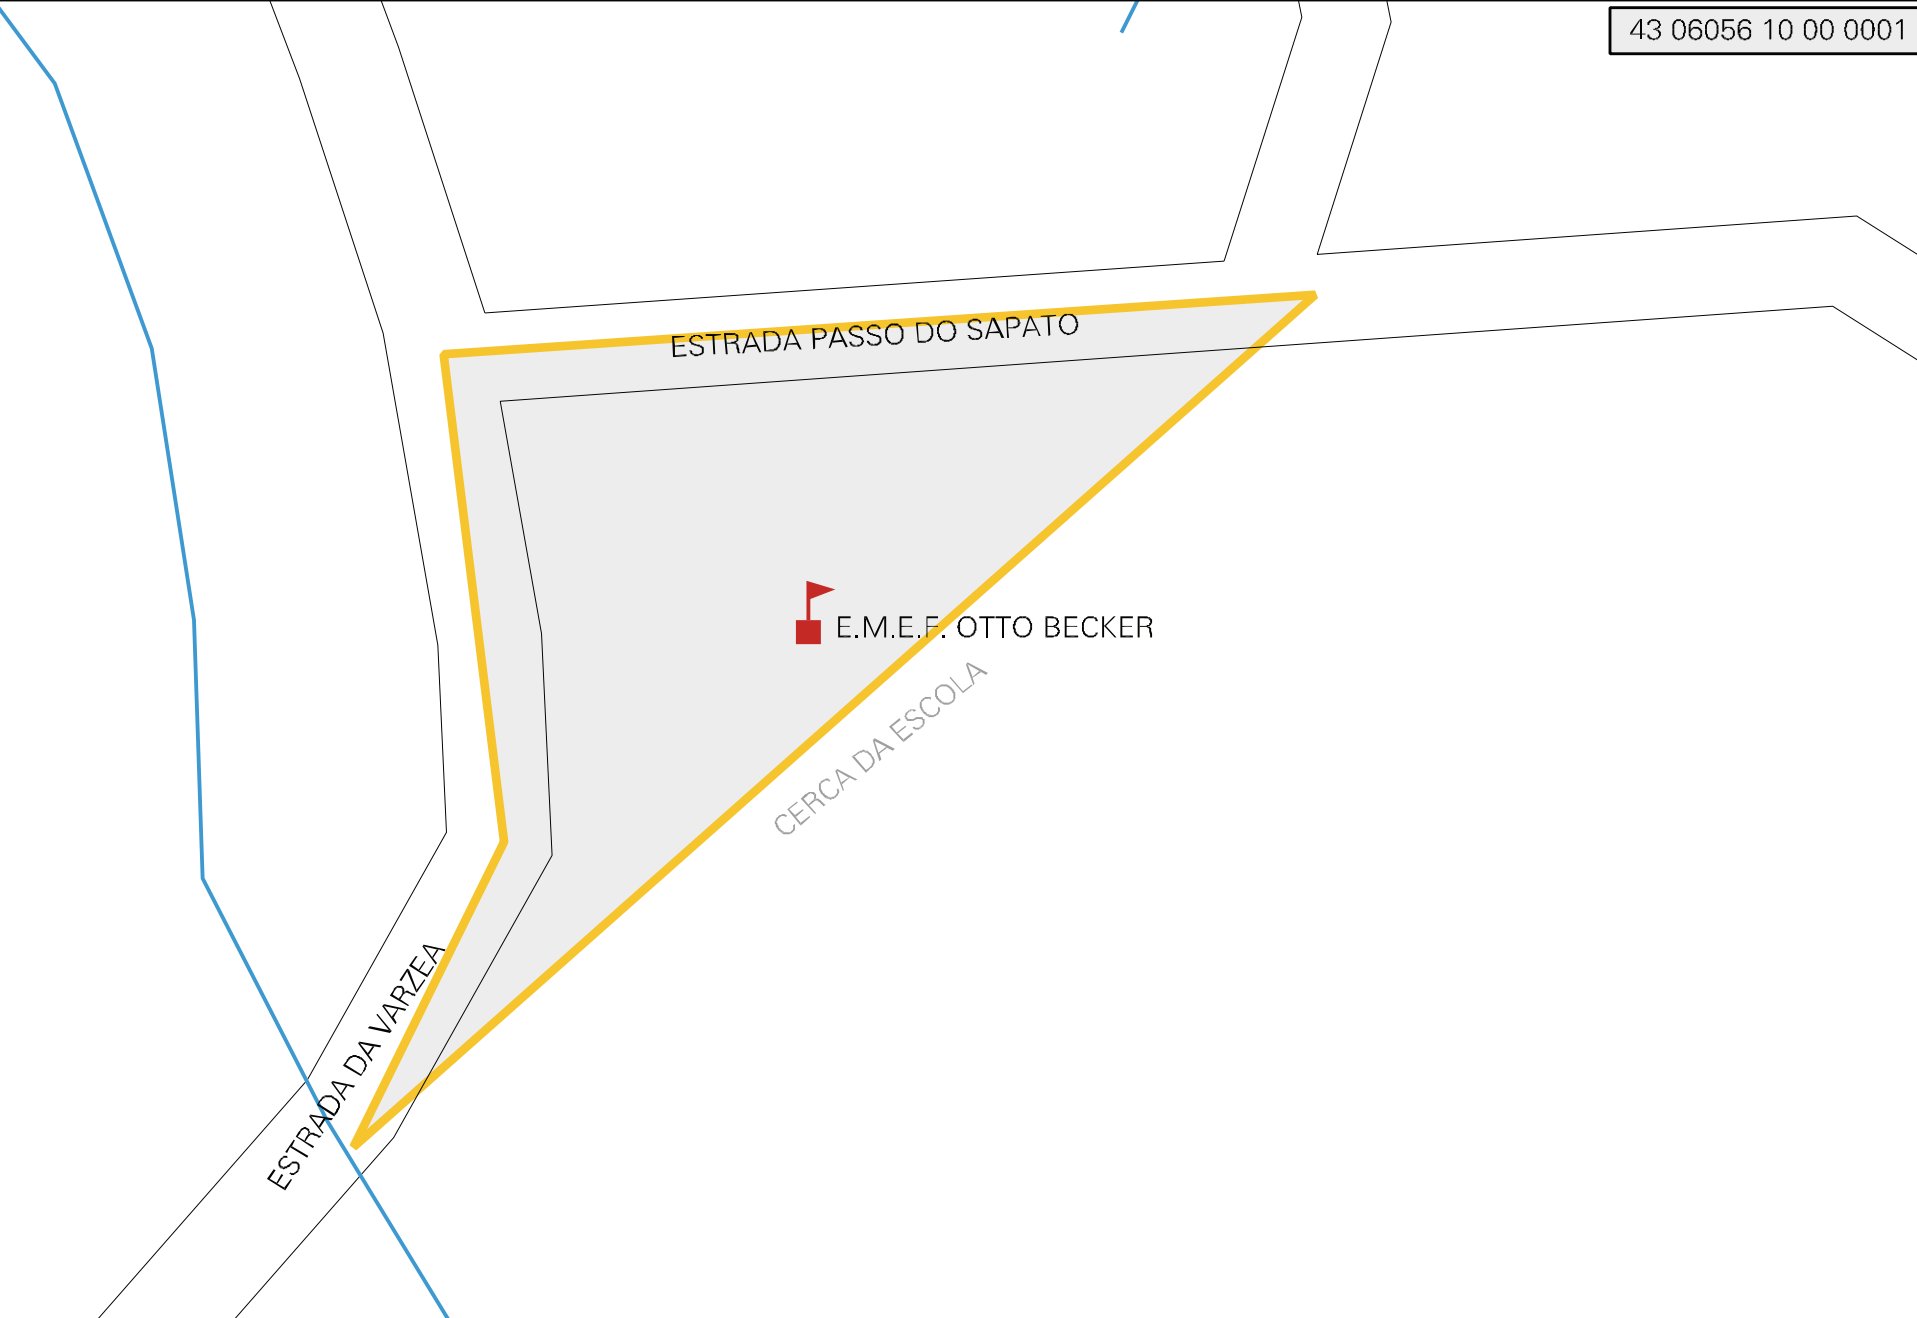 43 06056 10 00 0001
ESTRADA PASSO DO SAPATO
E.M.E.F. OTTO BECKER
CERCA DA ESCOLA
ESTRADA DA VARZEA